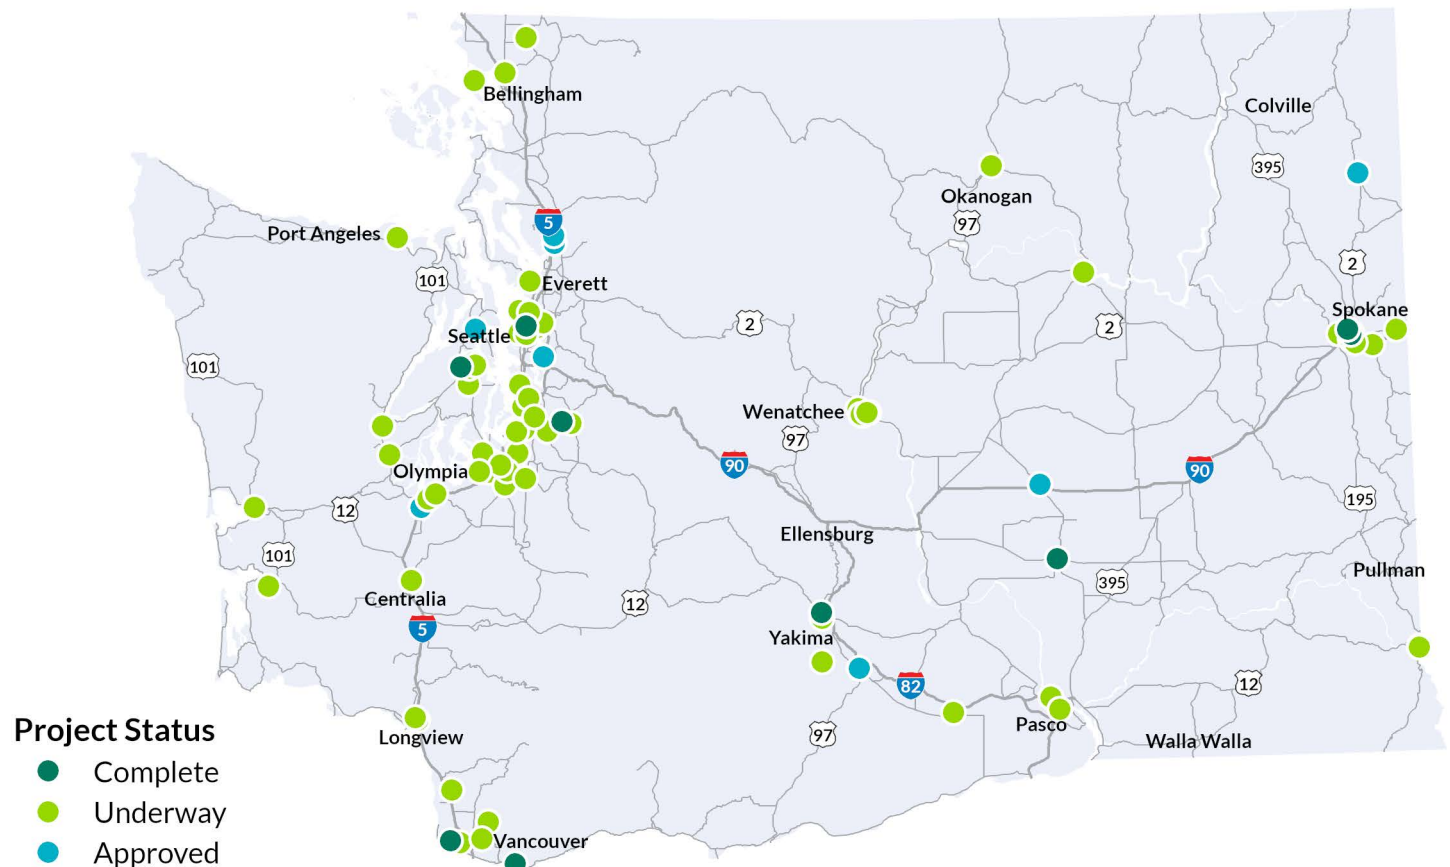 Bellingham
Colville
395
Okanogan
97
5
Port Angeles
101
2
Everett
Spokane
2
2
Seattle
101
Wenatchee
97
Olympia
90
90
195
12
Ellensburg
101
Pullman
395
Centralia
12
5
Yakima
82
12
Pasco
Longview
97
Walla Walla
Vancouver
Project Status
Complete
Underway
Approved